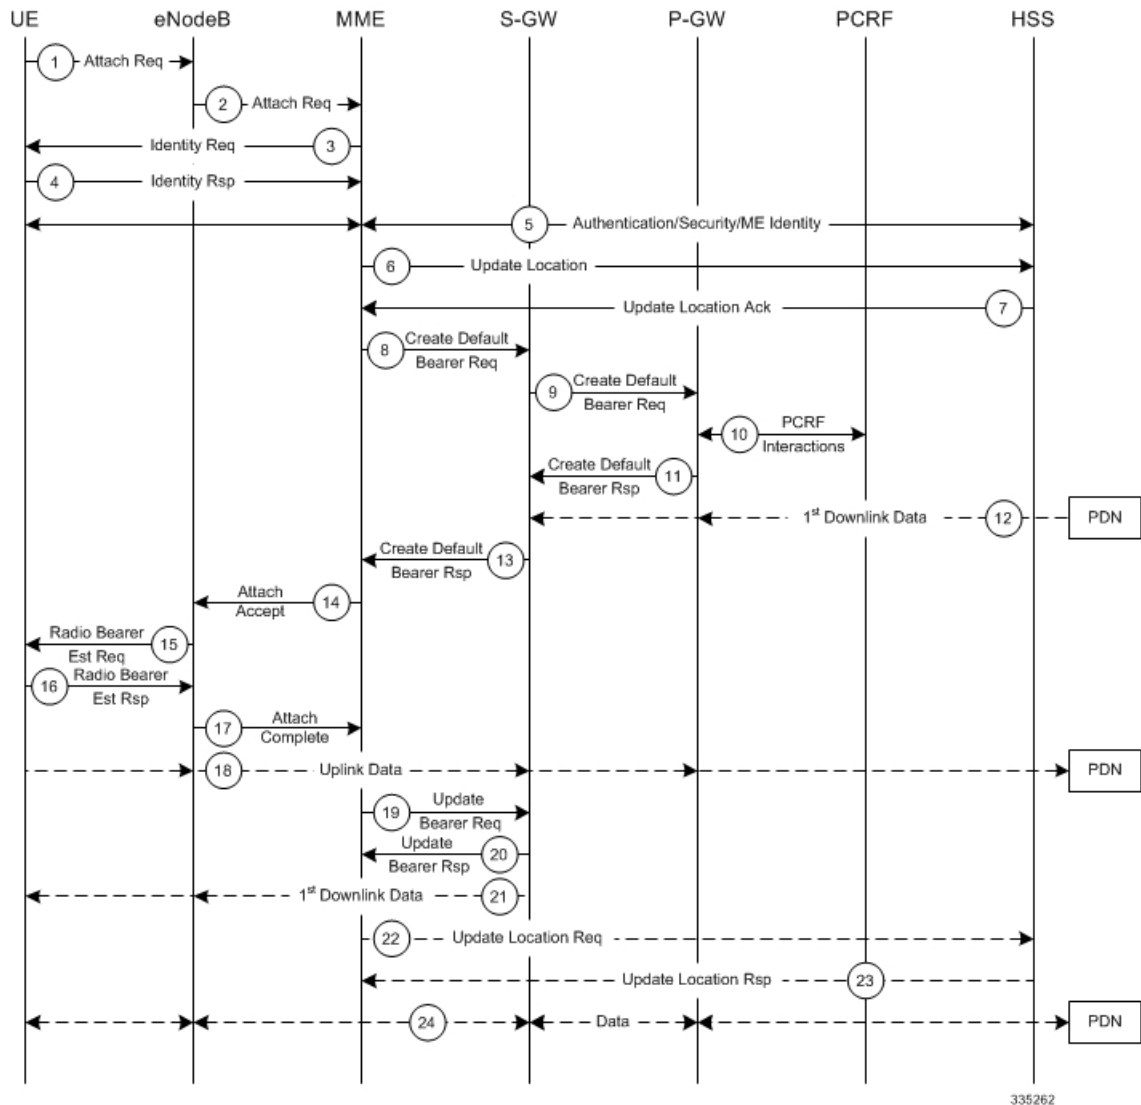 UE eNodeB MME S-GW P-GW PCRF HSS
1 Attach Req
2 Attach Req
Identity Req 3
4 Identity Rsp
5 Authentication/Security/ME Identity
6 Update Location
Update Location Ack 7
8 Create Default
Bearer Req
9 Create Default
Bearer Req
10 PCRF
Interactions
Create Default 11
Bearer Rsp
1st Downlink Data 12 PDN
Create Default 13
Bearer Rsp
Attach 14
Accept
Radio Bearer 15
Est Req
16 Radio Bearer
Est Rsp
17 Attach
Complete
18 Uplink Data PDN
19 Update
Bearer Req
Update 20
Bearer Rsp
1st Downlink Data 21
22 Update Location Req
Update Location Rsp 23
24 Data PDN
335262